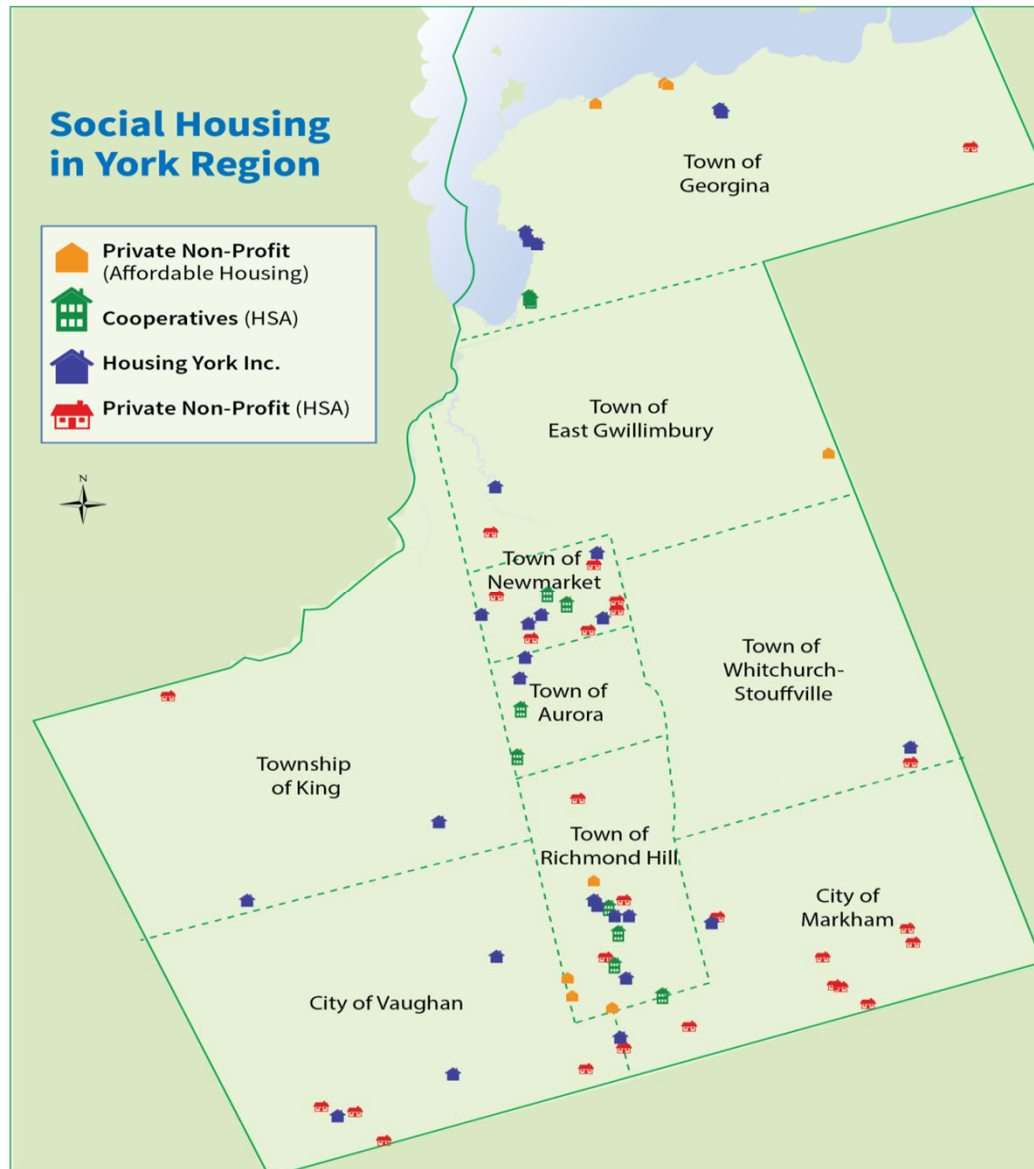 Social Housing
in York Region
Private Non-Profit
(Affordable Housing)
Cooperatives (HSA)
Housing York Inc.
Private Non-Profit (HSA)
N
Town of
Georgina
Town of
East Gwillimbury
Town of
Newmarket
Town of
Whitchurch-
Stouffville
Town of
Aurora
Township
of King
Town of
Richmond Hill
City of
Markham
City of Vaughan